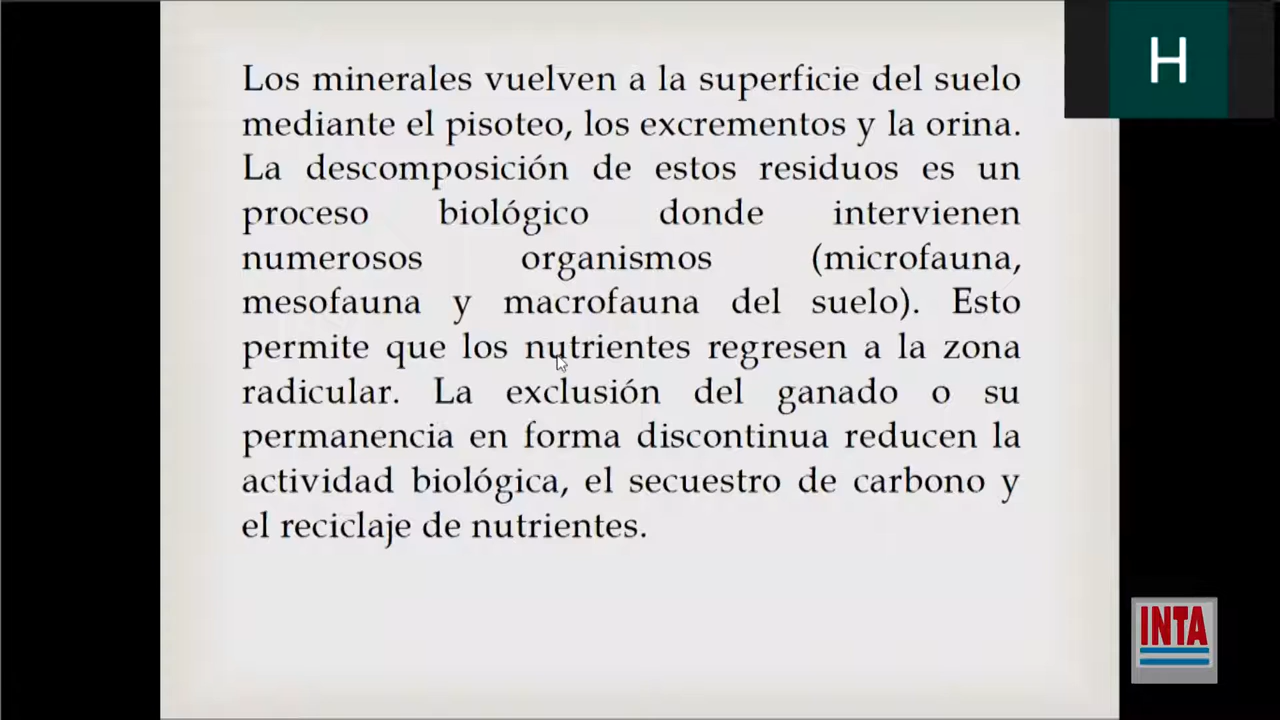 Los minerales vuelven a la superficie del suelo
mediante el pisoteo, los excrementos y la orina.
La descomposición de estos residuos es un
proceso biológico donde intervienen
numerosos organismos (microfauna,
mesofauna y macrofauna del suelo). Esto
permite que los nutrientes regresen a la zona
radicular. La exclusión del ganado o su
permanencia en forma discontinua reducen la
actividad biológica, el secuestro de carbono y
el reciclaje de nutrientes.
H
INTA